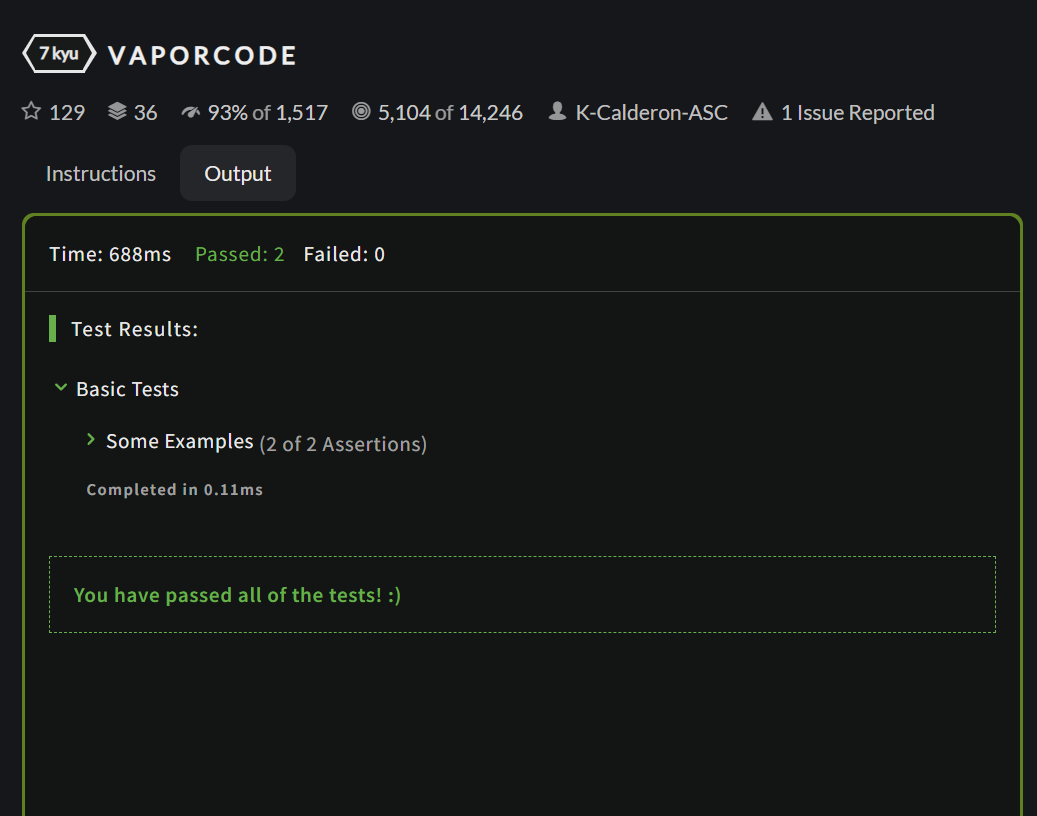 7 kyu VAPORCODE
129 36 93% of 1,517 5,104 of 14,246 K-Calderon-ASC 1 Issue Reported
Instructions Output
Time: 688ms Passed: 2 Failed: 0
Test Results:
Basic Tests
Some Examples (2 of 2 Assertions)
Completed in 0.11ms
You have passed all of the tests! :)